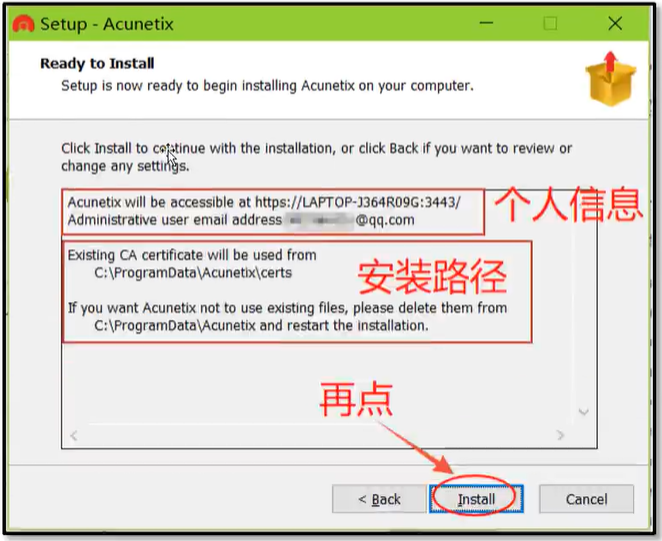 Setup - Acunetix
Ready to Install
Setup is now ready to begin installing Acunetix on your computer.
Click Install to continue with the installation, or click Back if you want to review or
change any settings.
Acunetix will be accessible at https://LAPTOP-J364R09G:3443/
Administrative user email address @qq.com
个人信息
Existing CA certificate will be used from
C:\ProgramData\Acunetix\certs
安装路径
If you want Acunetix not to use existing files, please delete them from
C:\ProgramData\Acunetix and restart the installation.
再点
< Back
Install
Cancel